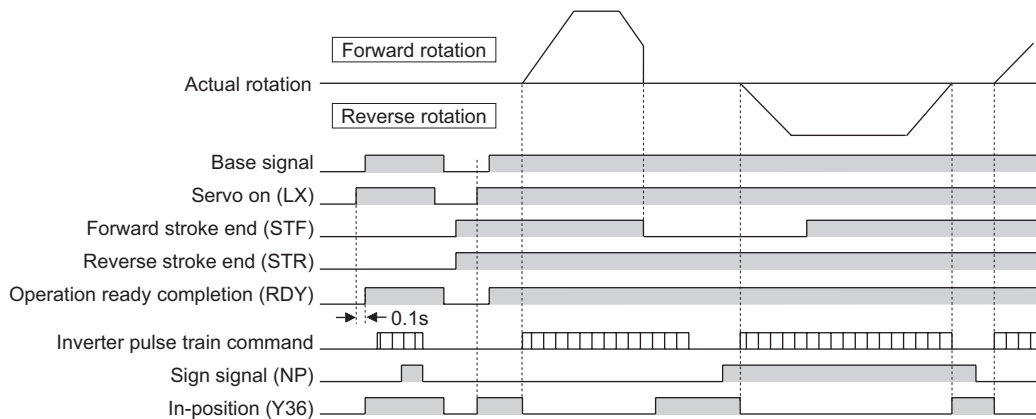 Forward rotation
Actual rotation
Reverse rotation
Base signal
Servo on (LX)
Forward stroke end (STF)
Reverse stroke end (STR)
Operation ready completion (RDY)
0.1s
Inverter pulse train command
Sign signal (NP)
In-position (Y36)